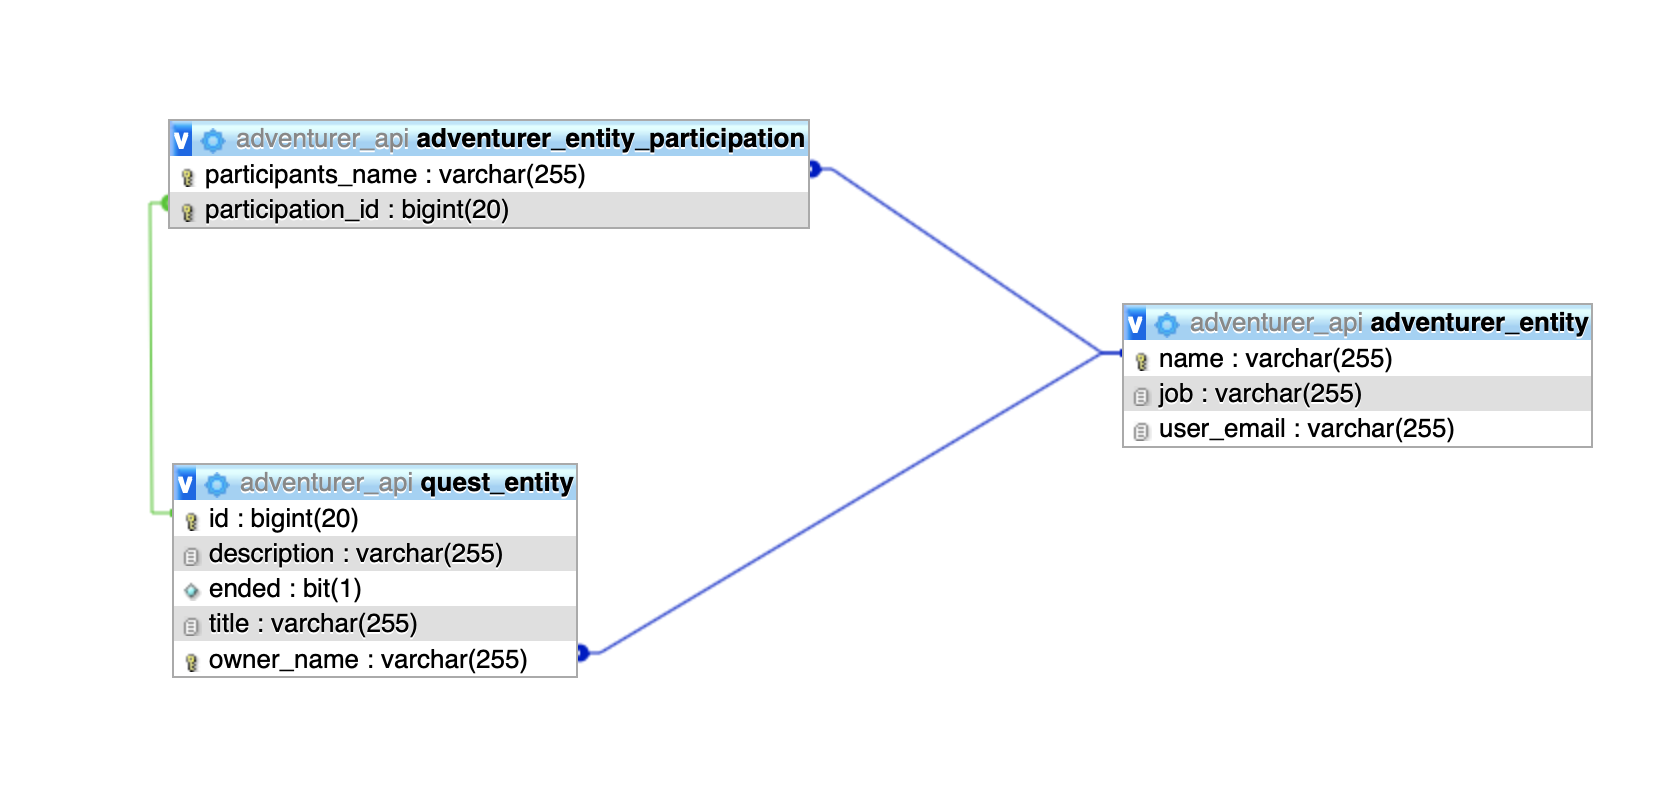 v adventurer_api adventurer_entity_participation
participants_name : varchar(255)
participation_id : bigint(20)
v adventurer_api adventurer_entity
name : varchar(255)
job : varchar(255)
user_email : varchar(255)
v adventurer_api quest_entity
id : bigint(20)
description : varchar(255)
ended : bit(1)
title : varchar(255)
owner_name : varchar(255)